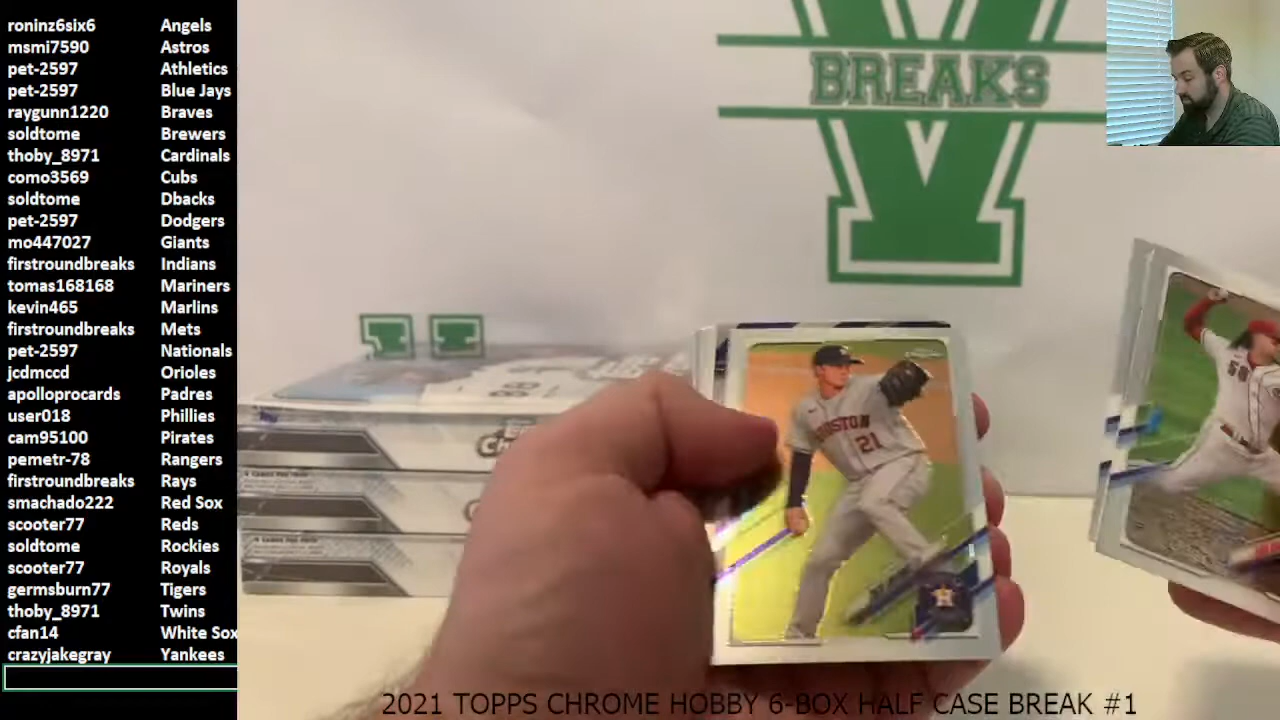 roninz6six6 Angels
msmi7590 Astros
pet-2597 Athletics
pet-2597 Blue Jays
raygunn1220 Braves
soldtome Brewers
thoby_8971 Cardinals
como3569 Cubs
soldtome Dbacks
pet-2597 Dodgers
mo447027 Giants
firstroundbreaks Indians
tomas168168 Mariners
kevin465 Marlins
firstroundbreaks Mets
pet-2597 Nationals
jcdmccd Orioles
apolloprocards Padres
user018 Phillies
cam95100 Pirates
pemetr-78 Rangers
firstroundbreaks Rays
smachado222 Red Sox
scooter77 Reds
soldtome Rockies
scooter77 Royals
germsburn77 Tigers
thoby_8971 Twins
cfan14 White Sox
crazyjakegray Yankees
V
BREAKS
HOUSTON
21
2021 TOPPS CHROME HOBBY 6-BOX HALF CASE BREAK #1